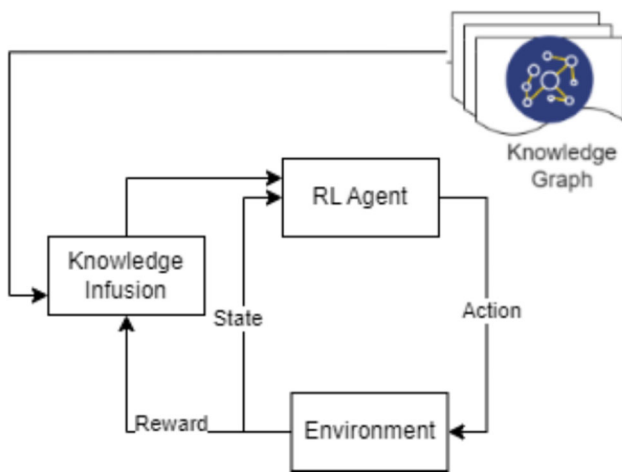 Knowledge
Graph
RL Agent
Knowledge
Infusion
State
Action
Reward
Environment